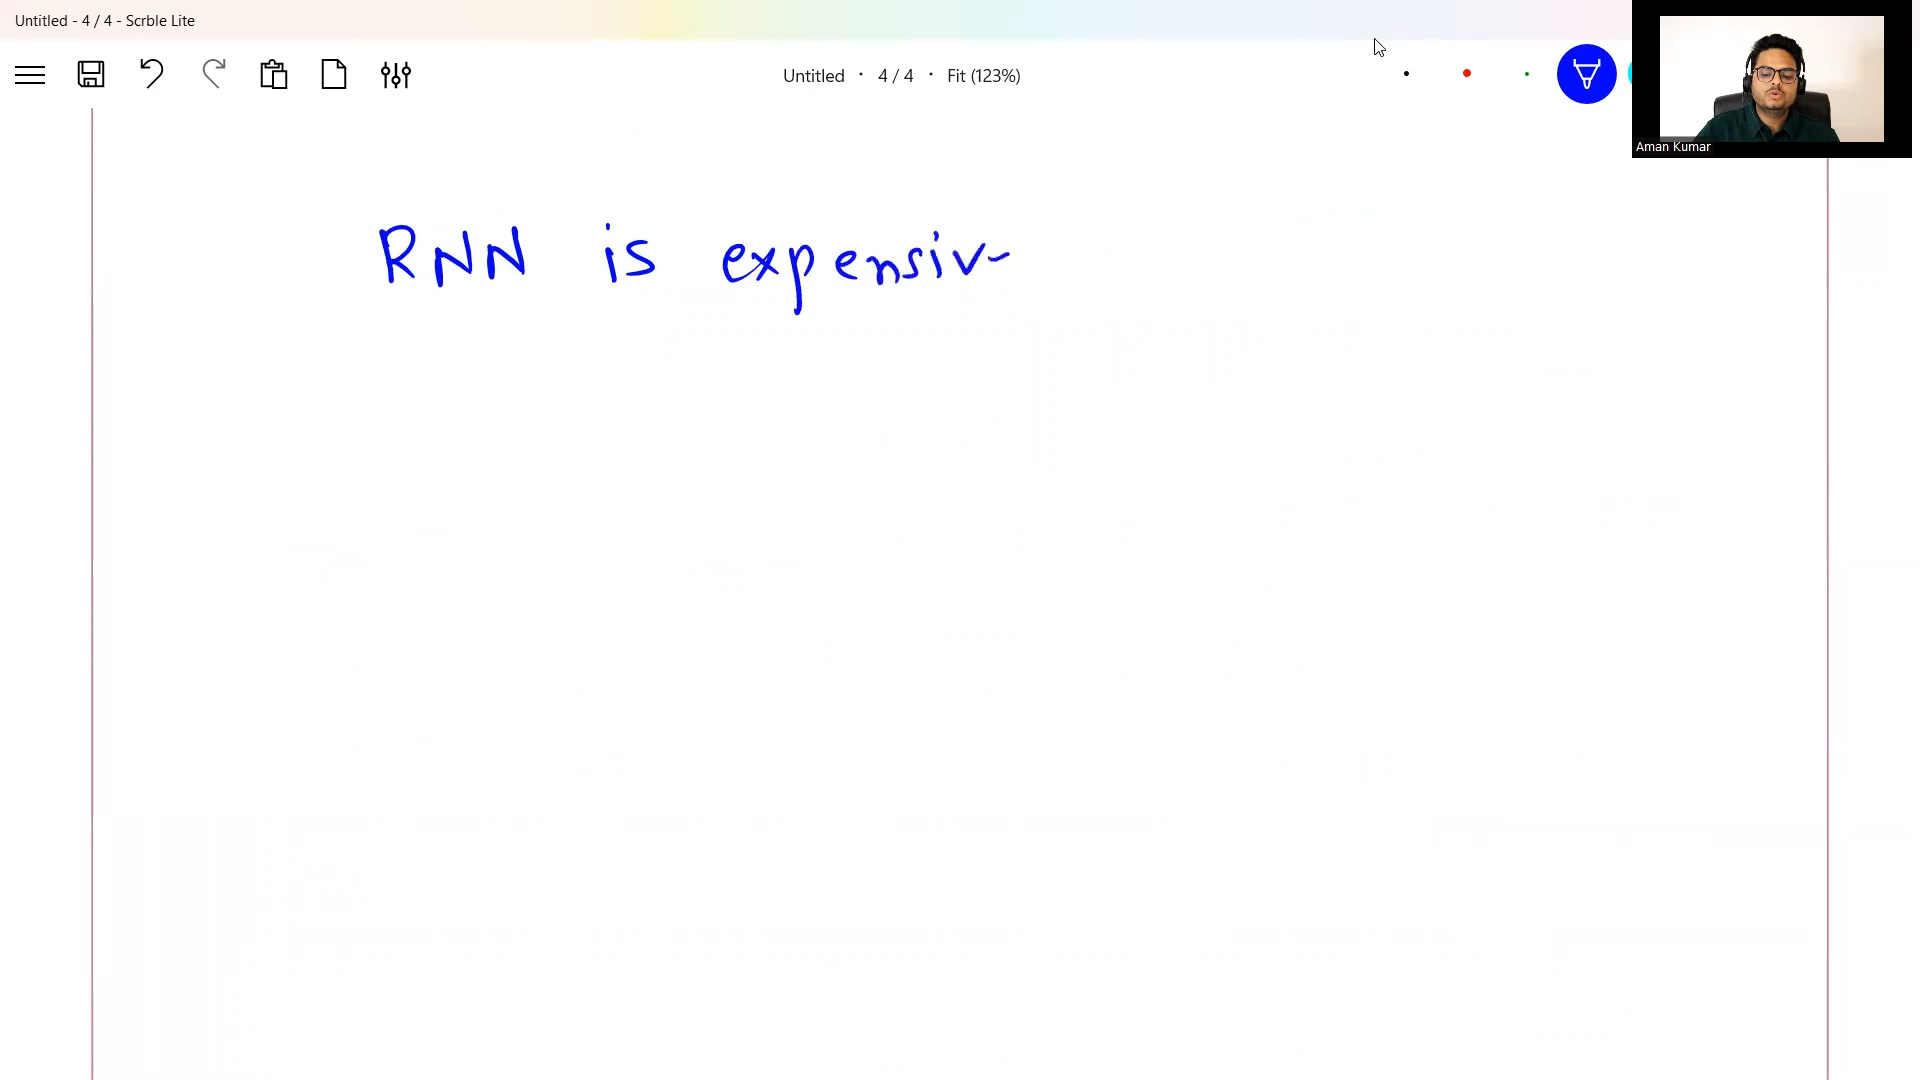 Untitled - 4 / 4 - Scrble Lite
Untitled · 4 / 4 · Fit (123%)
Aman Kumar
RNN is expensiv